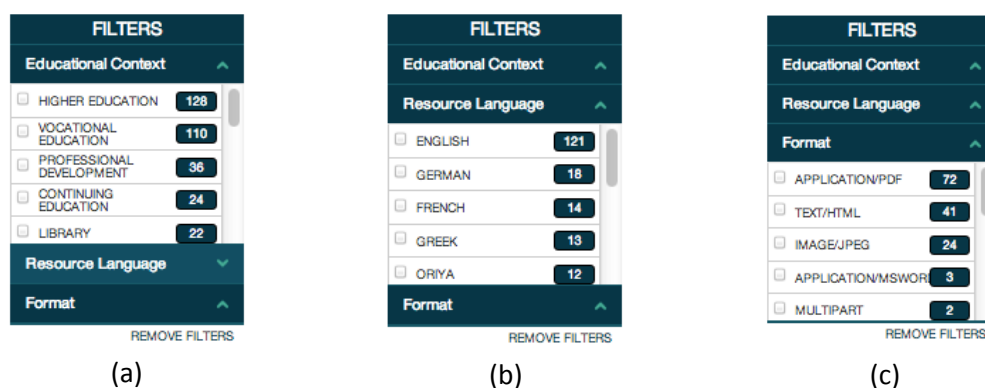 FILTERS
Educational Context
HIGHER EDUCATION 128
VOCATIONAL
EDUCATION 110
PROFESSIONAL
DEVELOPMENT 36
CONTINUING
EDUCATION 24
LIBRARY 22
Resource Language
Format
REMOVE FILTERS
(a)
FILTERS
Educational Context
Resource Language
ENGLISH 121
GERMAN 18
FRENCH 14
GREEK 13
ORIYA 12
Format
REMOVE FILTERS
(b)
FILTERS
Educational Context
Resource Language
Format
APPLICATION/PDF 72
TEXT/HTML 41
IMAGE/JPEG 24
APPLICATION/MSWOR 3
MULTIPART 2
REMOVE FILTERS
(c)